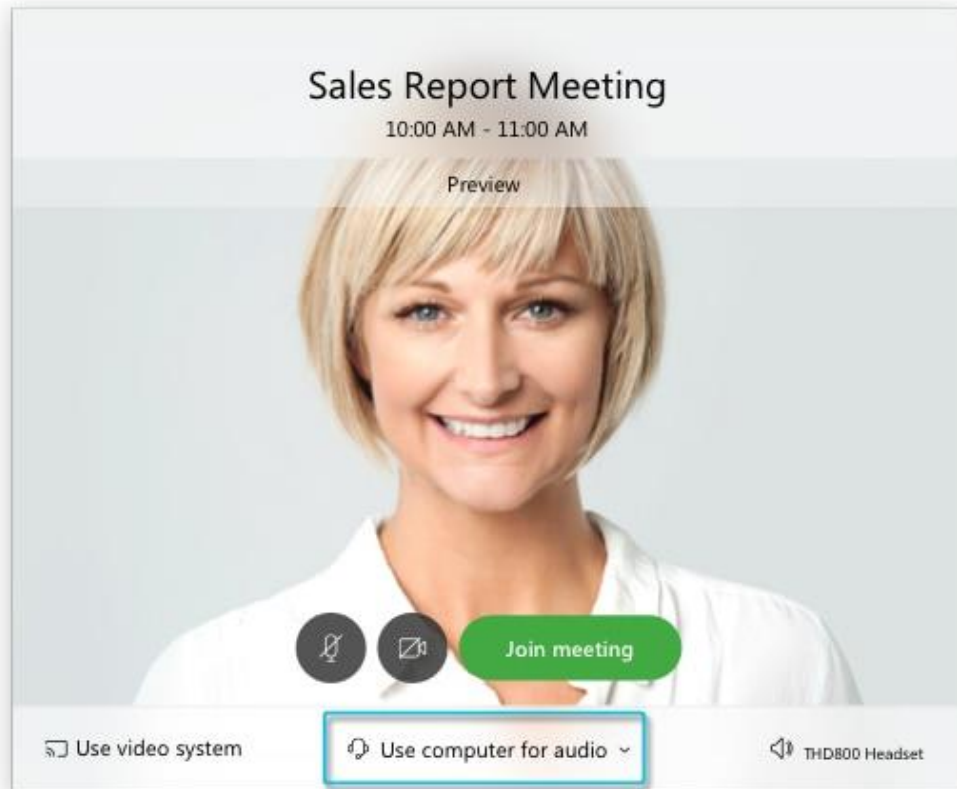 Sales Report Meeting
10:00 AM - 11:00 AM
Preview
Join meeting
Use video system
Use computer for audio
THD800 Headset